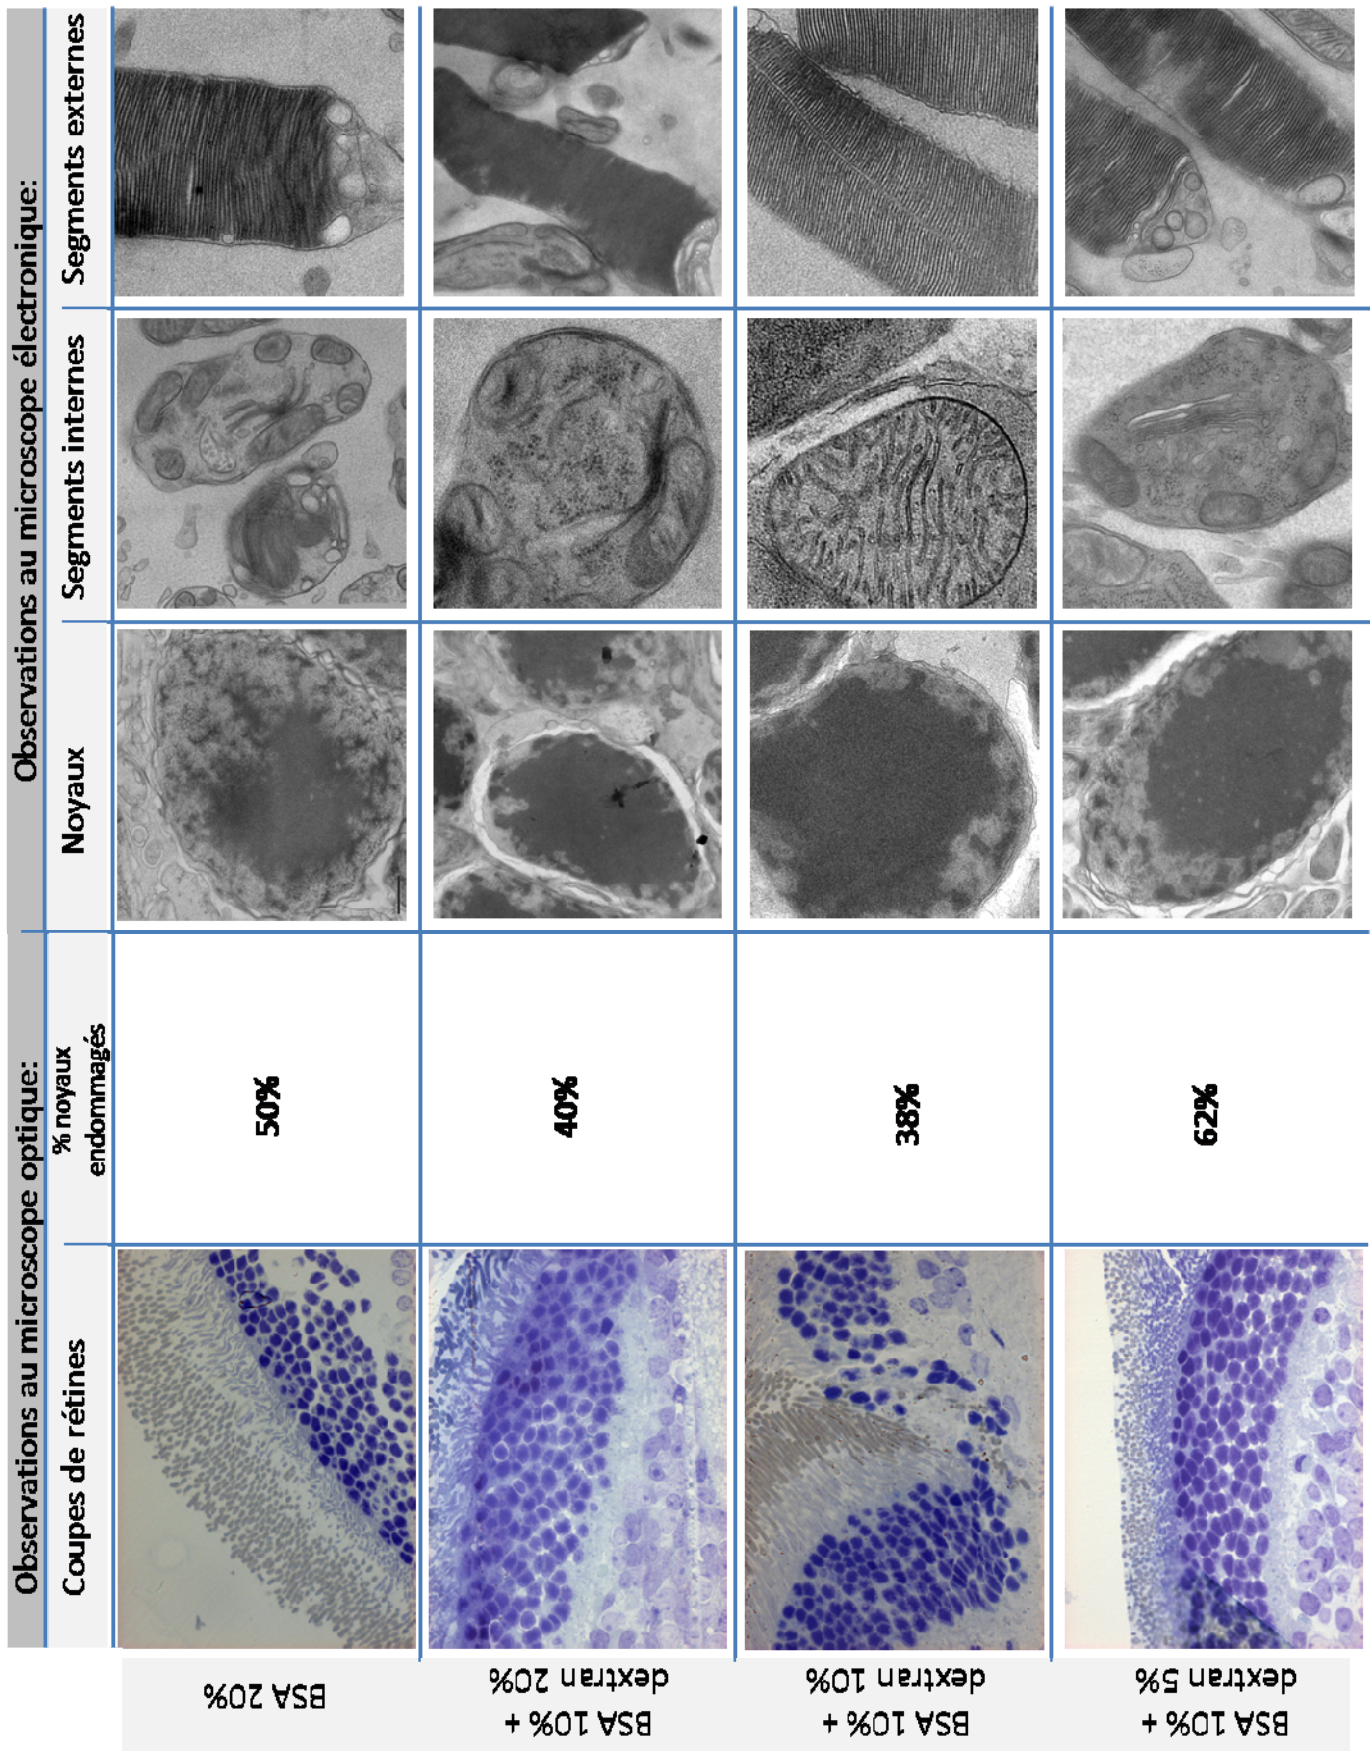 Observations au microscope optique:
Observations au microscope électronique:
Coupes de rétines
% noyaux
endommagés
Noyaux
Segments internes
Segments externes
BSA 20%
50%
BSA 10% +
dextran 20%
40%
BSA 10% +
dextran 10%
38%
BSA 10% +
dextran 5%
62%